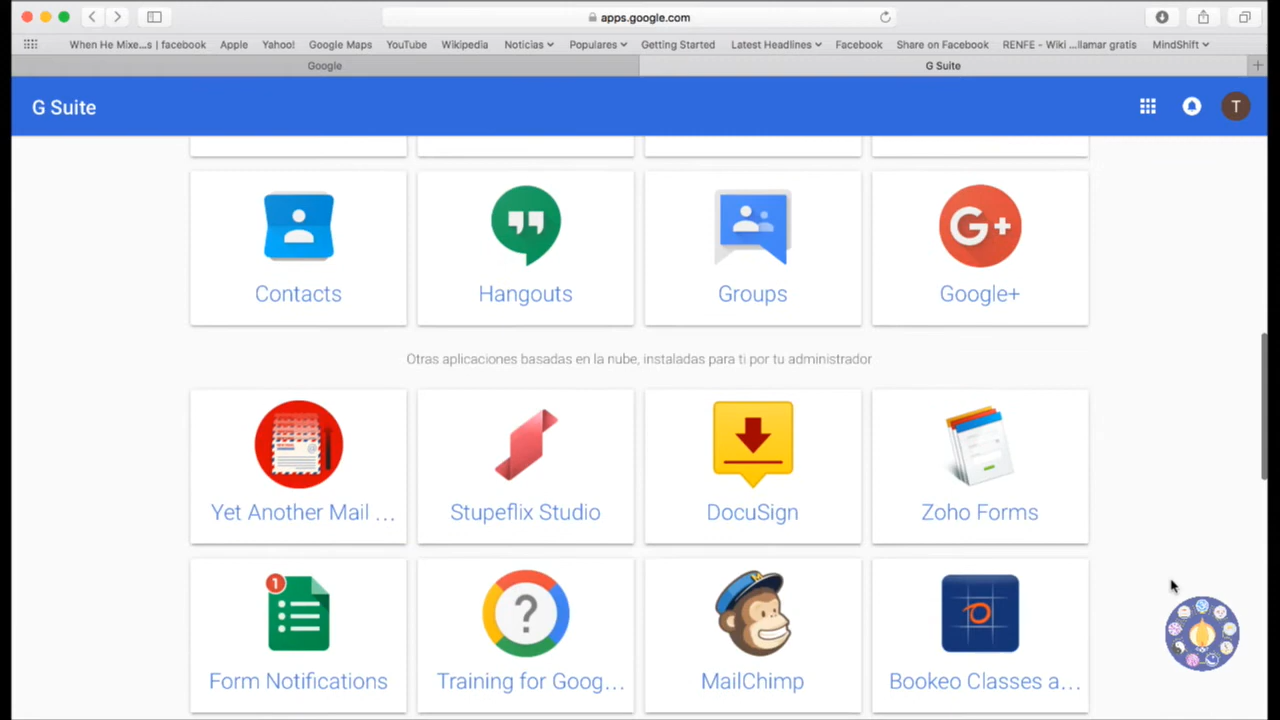 apps.google.com
When He Mixe...s | facebook Apple Yahoo! Google Maps YouTube Wikipedia Noticias Populares Getting Started Latest Headlines Facebook Share on Facebook RENFE - Wiki ...llamar gratis MindShift
Google G Suite
G Suite T
G+
Contacts Hangouts Groups Google+
Otras aplicaciones basadas en la nube, instaladas para ti por tu administrador
Yet Another Mail ... Stupeflix Studio DocuSign Zoho Forms
1 ? M
Form Notifications Training for Goog... MailChimp Bookeo Classes a...